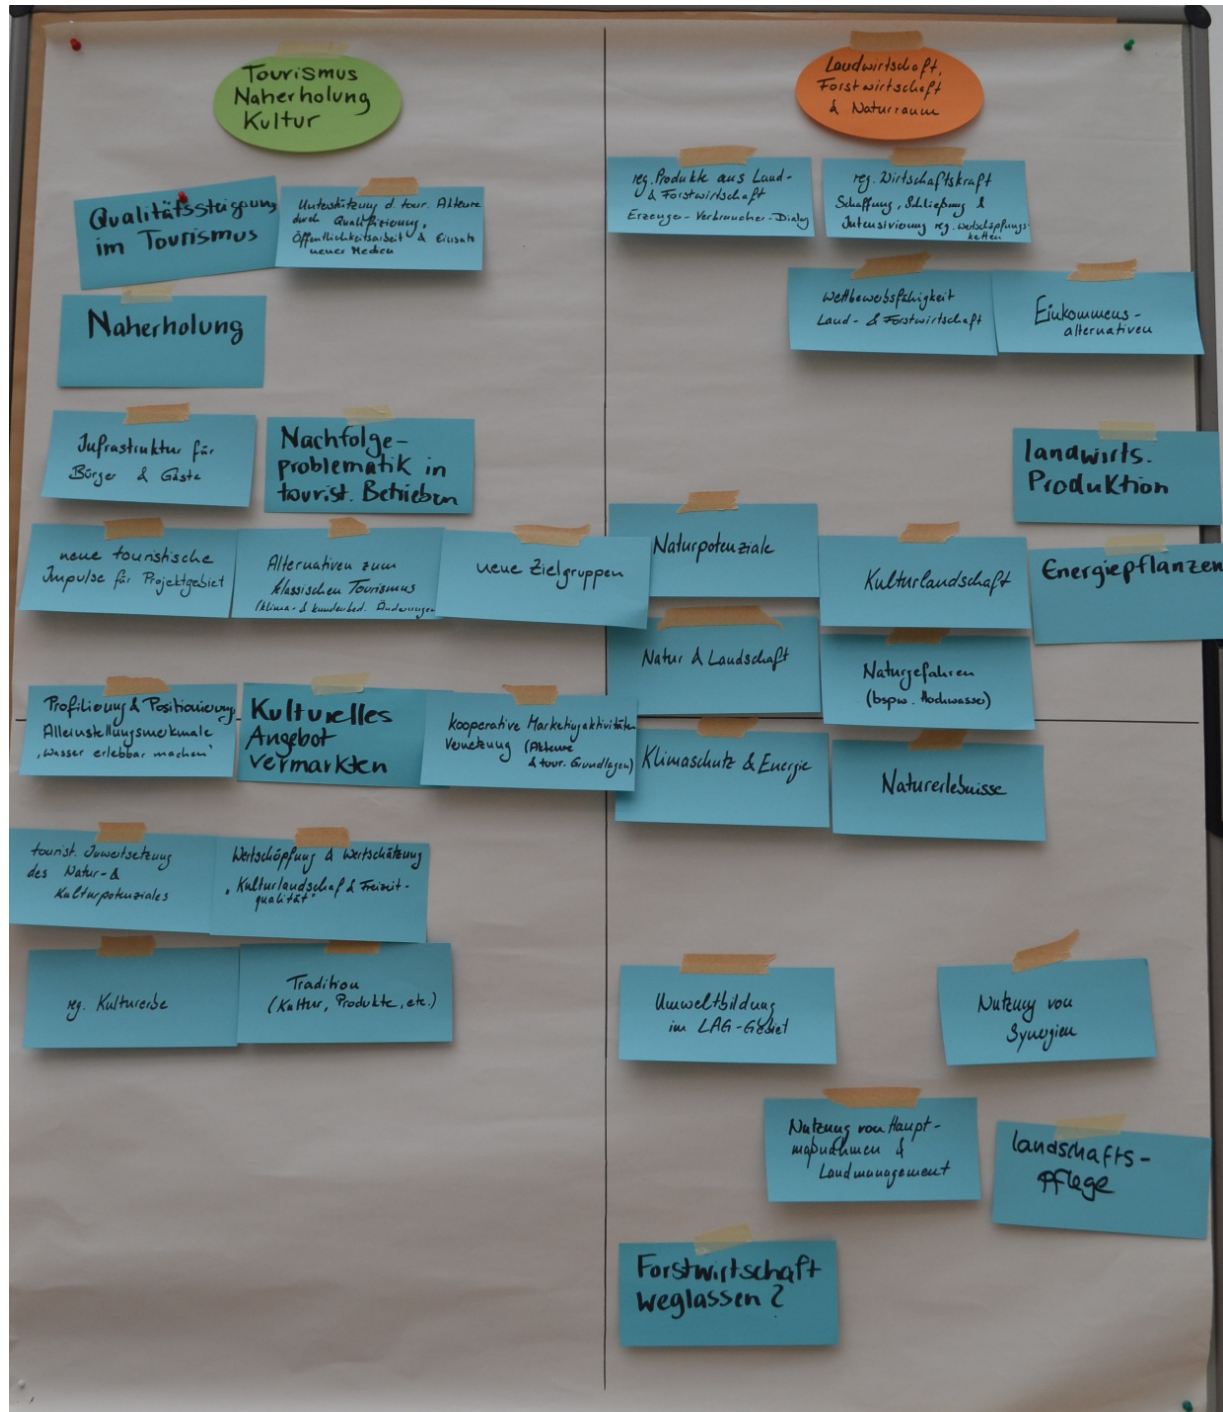 Tourismus
Naherholung
Kultur
Qualitätssteigung
im Tourismus
Unterstützung d. tour. Akteure
durch Qualifizierung,
Öffentlichkeitsarbeit & Einsatz
neuer Medien
Naherholung
Infrastruktur für
Bürger & Gäste
Nachfolge-
problematik in
tourist. Betrieben
neue touristische
Impulse für Projektgebiet
Alternativen zum
klassischen Tourismus
(klima- & kundenbed. Änderungen
neue Zielgruppen
Profilierung & Positionierung
Alleinstellungsmerkmale
"Wasser erlebbar machen"
Kulturelles
Angebot
vermarkten
kooperative Marketingaktivitäten
Vernetzung (Akteure
& tour. Grundlagen)
tourist. Inwertsetzung
des Natur- &
Kulturpotenziales
Wertschöpfung & Wertschätzung
"Kulturlandschaf & Freizeit-
qualität"
reg. Kulturerbe
Tradition
(Kultur, Produkte, etc.)
Landwirtschaft,
Forstwirtschaft
& Naturraum
reg. Produkte aus Land-
& Forstwirtschaft
Erzeuger-Verbraucher-Dialog
reg. Wirtschaftskraft
Schaffung, Schließung &
Intensivierung reg. Wertschöpfungs-
ketten
Wettbewerbsfähigkeit
Land- & Forstwirtschaft
Einkommens-
alternativen
landwirts.
Produktion
Naturpotenziale
Kulturlandschaft
Energiepflanzen
Natur & Landschaft
Naturgefahren
(bspw. Hochwasser)
Klimaschutz & Energie
Naturerlebnisse
Umweltbildung
im LAG-Gebiet
Nutzung von
Synergien
Nutzung von Haupt-
maßnahmen &
Landmanagement
landschafts-
pflege
Forstwirtschaft
weglassen?